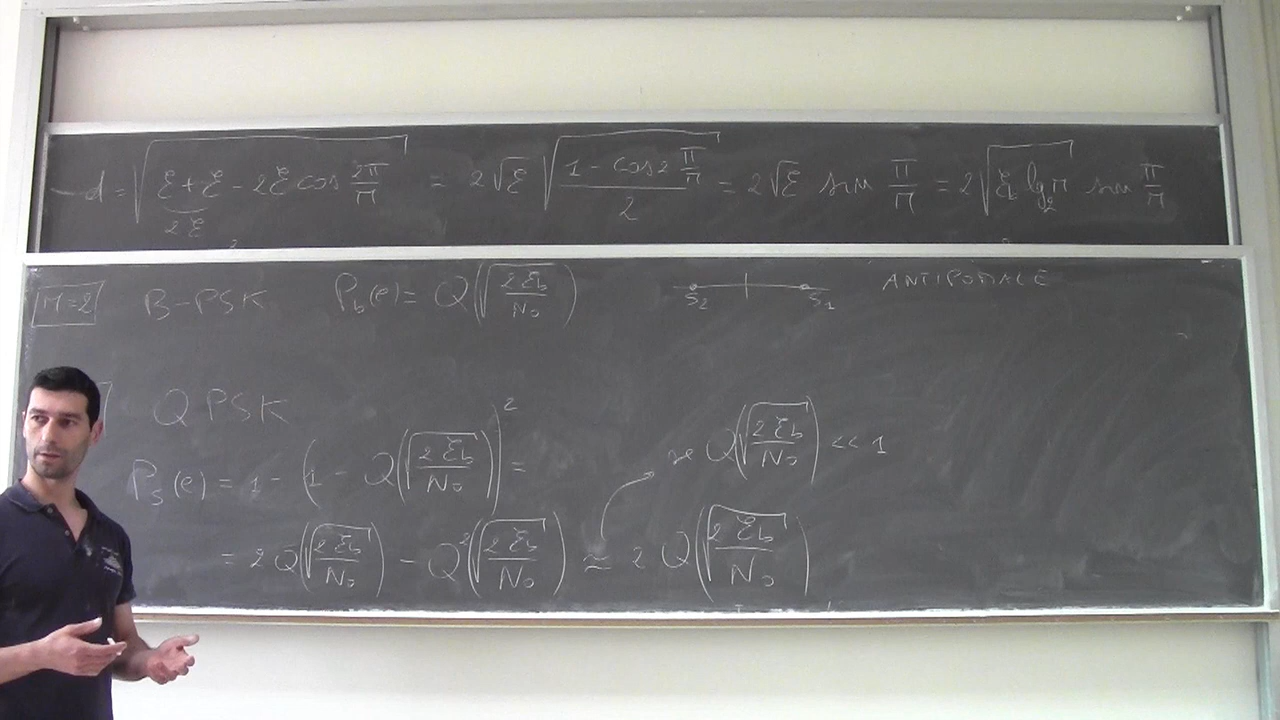 d = √(ℰ + ℰ - 2ℰ cos 2π/M) = 2√ℰ √((1 - cos 2 π/M)/2) = 2√ℰ sin π/M = 2√(ℰb lg₂ M) sin π/M
2ℰ
M=2 B-PSK Pb(e) = Q(√(2ℰb/N₀)) S₂ S₁ ANTIPODALE
QPSK
Ps(e) = 1 - (1 - Q(√(2ℰb/N₀)))² = se Q(√(2ℰb/N₀)) << 1
= 2Q(√(2ℰb/N₀)) - Q²(√(2ℰb/N₀)) ≈ 2Q(√(2ℰb/N₀))